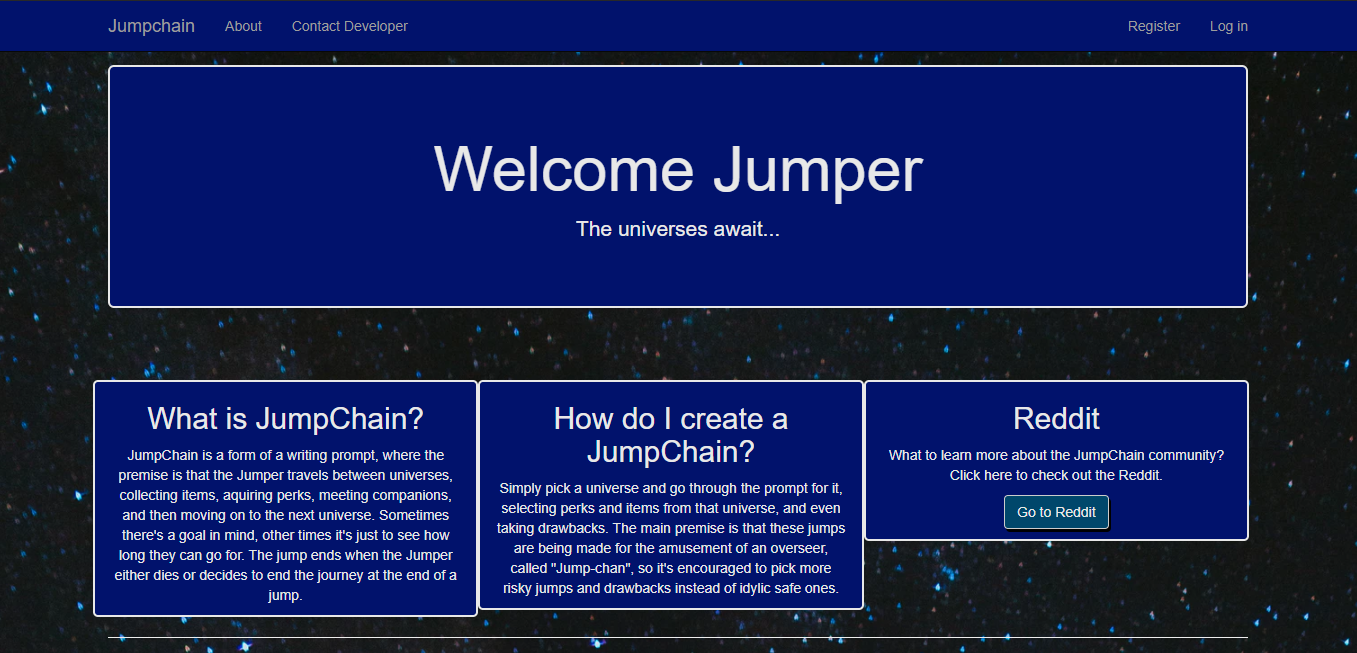 Jumpchain About Contact Developer Register Log in
Welcome Jumper
The universes await...
What is JumpChain?
JumpChain is a form of a writing prompt, where the
premise is that the Jumper travels between universes,
collecting items, aquiring perks, meeting companions,
and then moving on to the next universe. Sometimes
there's a goal in mind, other times it's just to see how
long they can go for. The jump ends when the Jumper
either dies or decides to end the journey at the end of a
jump.
How do I create a
JumpChain?
Simply pick a universe and go through the prompt for it,
selecting perks and items from that universe, and even
taking drawbacks. The main premise is that these jumps
are being made for the amusement of an overseer,
called "Jump-chan", so it's encouraged to pick more
risky jumps and drawbacks instead of idylic safe ones.
Reddit
What to learn more about the JumpChain community?
Click here to check out the Reddit.
Go to Reddit